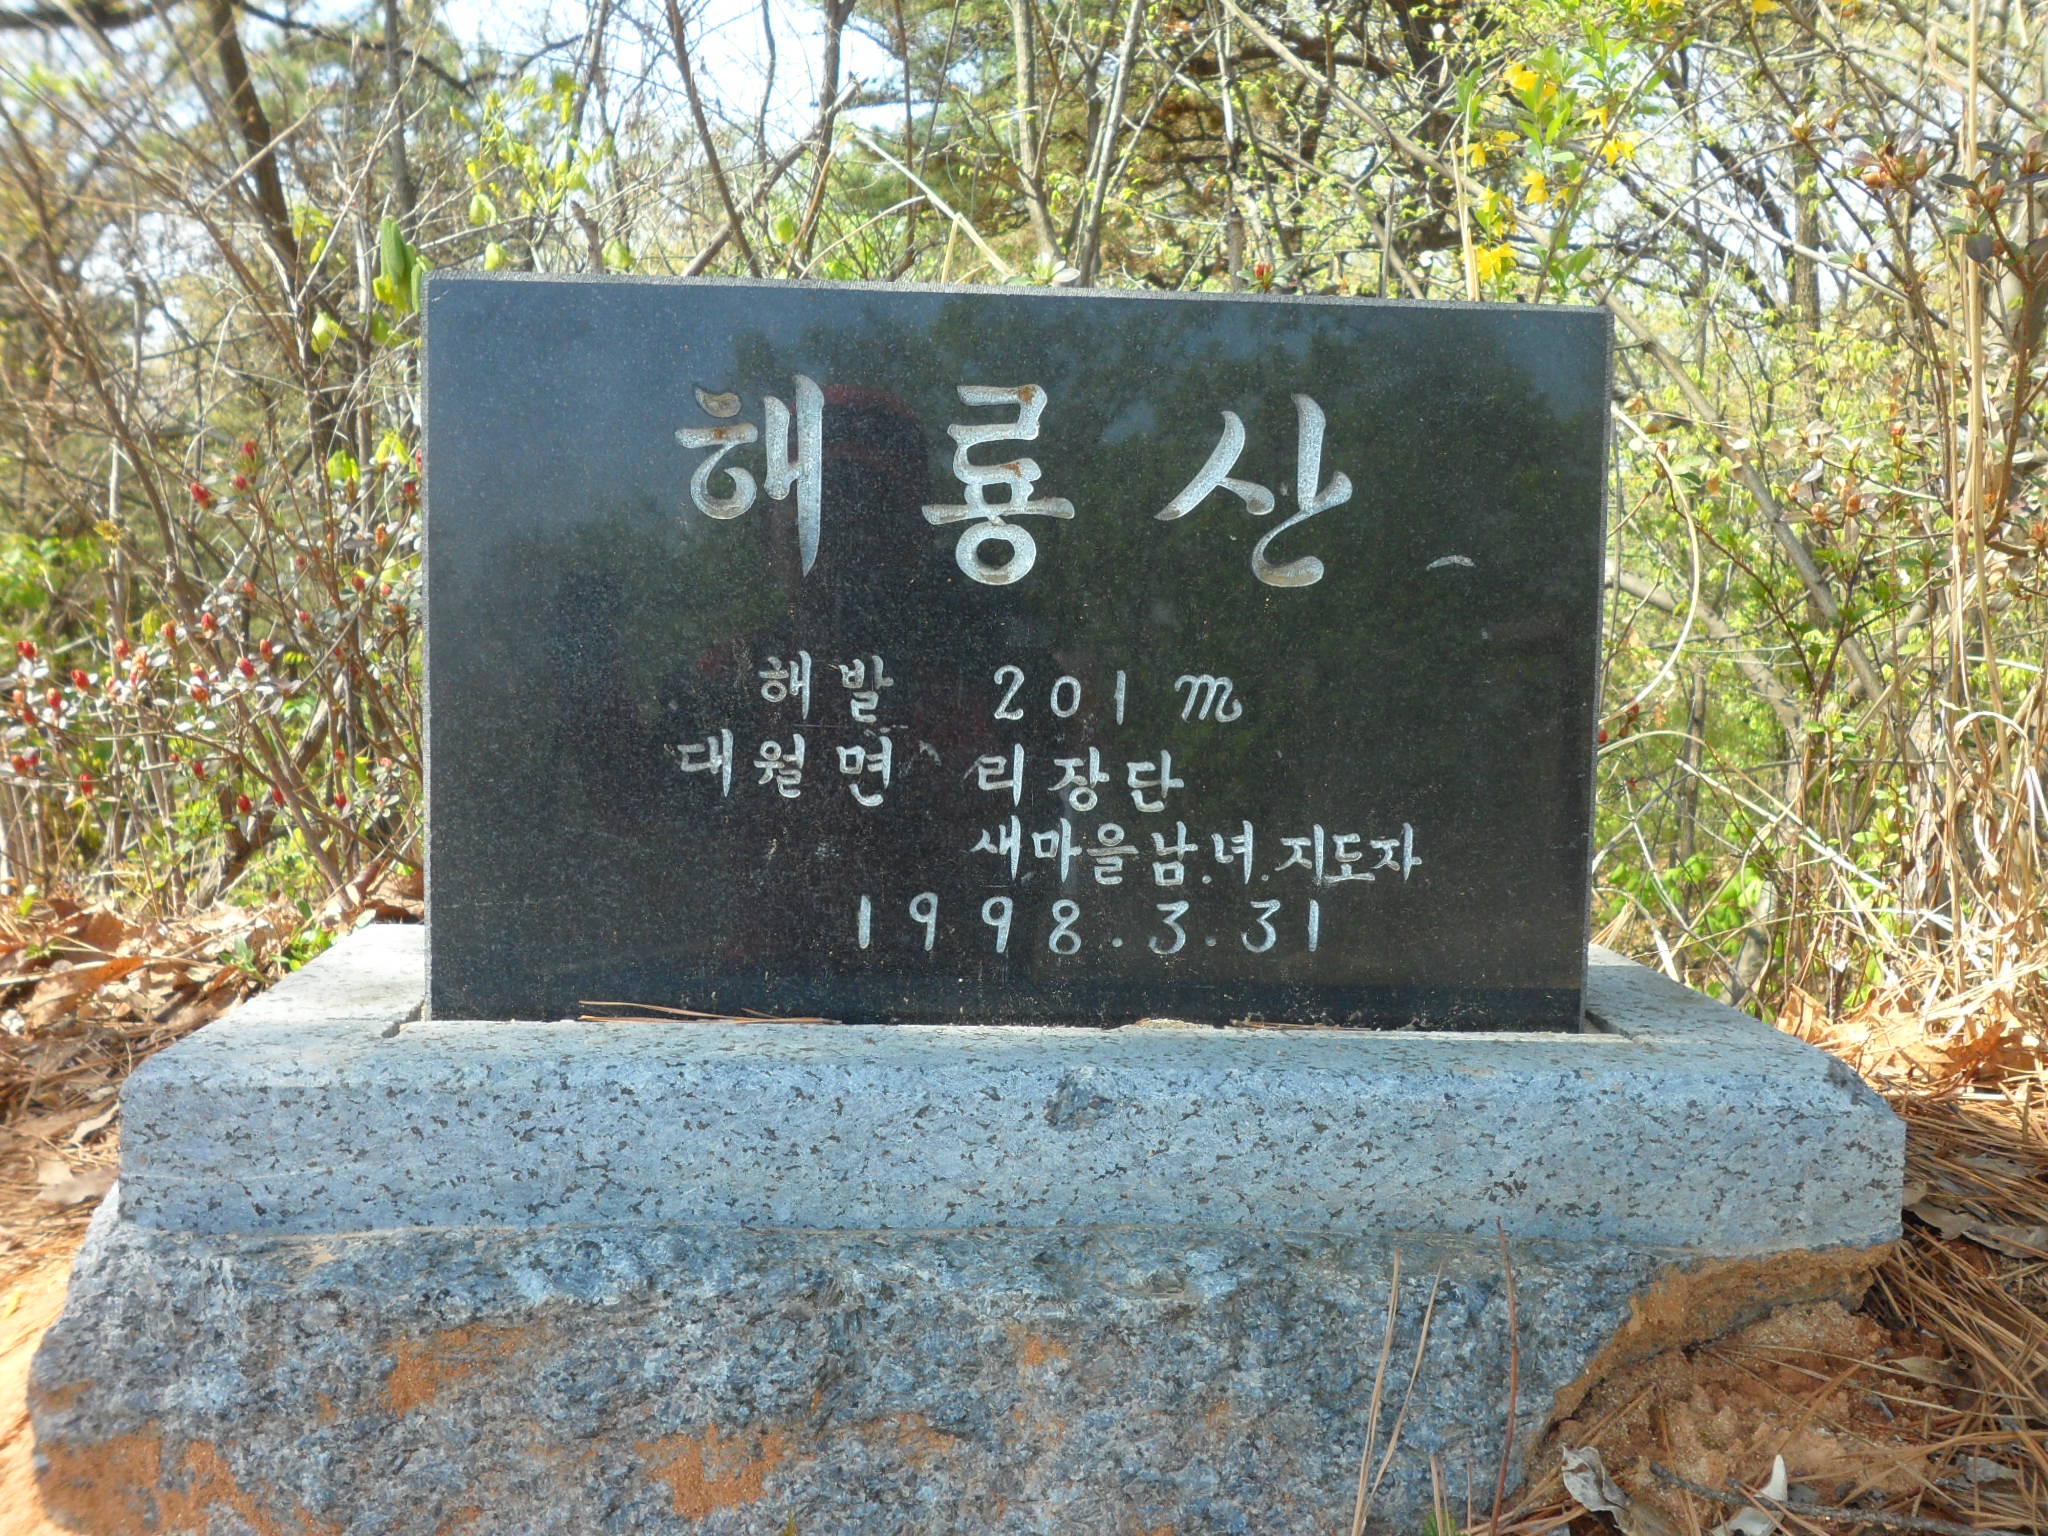 해룡산
해발 201m
대월면 리장단
새마을남.녀.지도자
1998.3.31